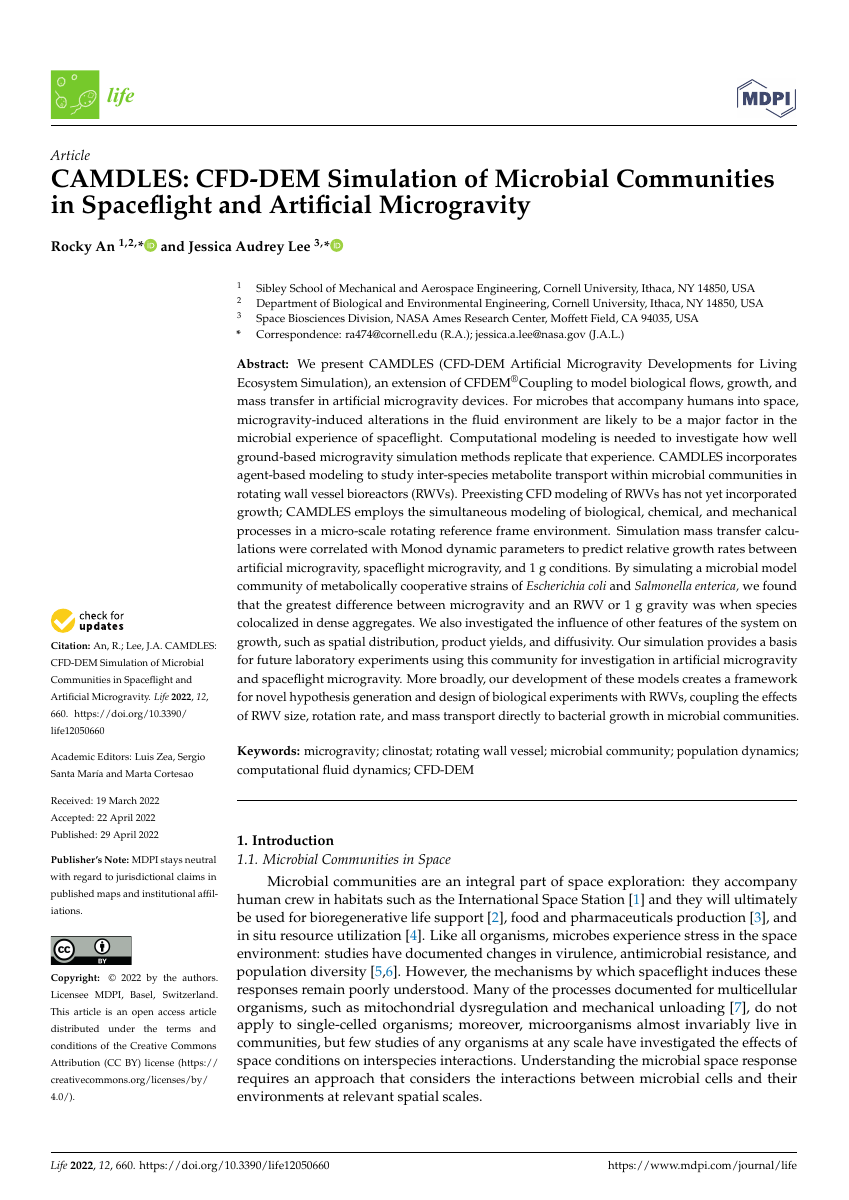 life
MDPI
Article
CAMDLES: CFD-DEM Simulation of Microbial Communities
in Spaceflight and Artificial Microgravity
Rocky An 1,2,* and Jessica Audrey Lee 3,*
1 Sibley School of Mechanical and Aerospace Engineering, Cornell University, Ithaca, NY 14850, USA
2 Department of Biological and Environmental Engineering, Cornell University, Ithaca, NY 14850, USA
3 Space Biosciences Division, NASA Ames Research Center, Moffett Field, CA 94035, USA
* Correspondence: ra474@cornell.edu (R.A.); jessica.a.lee@nasa.gov (J.A.L.)
Abstract: We present CAMDLES (CFD-DEM Artificial Microgravity Developments for Living
Ecosystem Simulation), an extension of CFDEM®Coupling to model biological flows, growth, and
mass transfer in artificial microgravity devices. For microbes that accompany humans into space,
microgravity-induced alterations in the fluid environment are likely to be a major factor in the
microbial experience of spaceflight. Computational modeling is needed to investigate how well
ground-based microgravity simulation methods replicate that experience. CAMDLES incorporates
agent-based modeling to study inter-species metabolite transport within microbial communities in
rotating wall vessel bioreactors (RWVs). Preexisting CFD modeling of RWVs has not yet incorporated
growth; CAMDLES employs the simultaneous modeling of biological, chemical, and mechanical
processes in a micro-scale rotating reference frame environment. Simulation mass transfer calcu-
lations were correlated with Monod dynamic parameters to predict relative growth rates between
artificial microgravity, spaceflight microgravity, and 1 g conditions. By simulating a microbial model
community of metabolically cooperative strains of Escherichia coli and Salmonella enterica, we found
that the greatest difference between microgravity and an RWV or 1 g gravity was when species
colocalized in dense aggregates. We also investigated the influence of other features of the system on
growth, such as spatial distribution, product yields, and diffusivity. Our simulation provides a basis
for future laboratory experiments using this community for investigation in artificial microgravity
and spaceflight microgravity. More broadly, our development of these models creates a framework
for novel hypothesis generation and design of biological experiments with RWVs, coupling the effects
of RWV size, rotation rate, and mass transport directly to bacterial growth in microbial communities.
Keywords: microgravity; clinostat; rotating wall vessel; microbial community; population dynamics;
computational fluid dynamics; CFD-DEM
check for
updates
Citation: An, R.; Lee, J.A. CAMDLES:
CFD-DEM Simulation of Microbial
Communities in Spaceflight and
Artificial Microgravity. Life 2022, 12,
660. https://doi.org/10.3390/
life12050660
Academic Editors: Luis Zea, Sergio
Santa María and Marta Cortesao
Received: 19 March 2022
Accepted: 22 April 2022
Published: 29 April 2022
Publisher's Note: MDPI stays neutral
with regard to jurisdictional claims in
published maps and institutional affil-
iations.
cc
BY
Copyright: © 2022 by the authors.
Licensee MDPI, Basel, Switzerland.
This article is an open access article
distributed under the terms and
conditions of the Creative Commons
Attribution (CC BY) license (https://
creativecommons.org/licenses/by/
4.0/).
1. Introduction
1.1. Microbial Communities in Space
Microbial communities are an integral part of space exploration: they accompany
human crew in habitats such as the International Space Station [1] and they will ultimately
be used for bioregenerative life support [2], food and pharmaceuticals production [3], and
in situ resource utilization [4]. Like all organisms, microbes experience stress in the space
environment: studies have documented changes in virulence, antimicrobial resistance, and
population diversity [5,6]. However, the mechanisms by which spaceflight induces these
responses remain poorly understood. Many of the processes documented for multicellular
organisms, such as mitochondrial dysregulation and mechanical unloading [7], do not
apply to single-celled organisms; moreover, microorganisms almost invariably live in
communities, but few studies of any organisms at any scale have investigated the effects of
space conditions on interspecies interactions. Understanding the microbial space response
requires an approach that considers the interactions between microbial cells and their
environments at relevant spatial scales.
Life 2022, 12, 660. https://doi.org/10.3390/life12050660
https://www.mdpi.com/journal/life